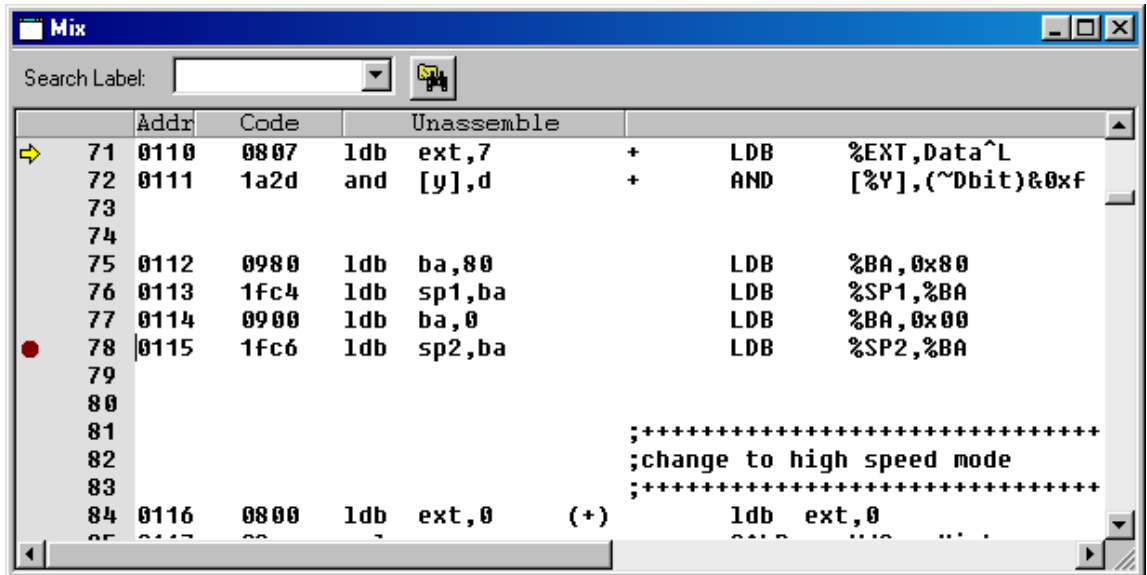 Mix
Search Label:
Addr Code Unassemble
71 0110 0807 ldb ext,7 + LDB %EXT,Data^L
72 0111 1a2d and [y],d + AND [%Y],(~Dbit)&0xf
73
74
75 0112 0980 ldb ba,80 LDB %BA,0x80
76 0113 1fc4 ldb sp1,ba LDB %SP1,%BA
77 0114 0900 ldb ba,0 LDB %BA,0x00
78 0115 1fc6 ldb sp2,ba LDB %SP2,%BA
79
80
81 ;+++++++++++++++++++++++++++++++
82 ;change to high speed mode
83 ;+++++++++++++++++++++++++++++++
84 0116 0800 ldb ext,0 (+) ldb ext,0